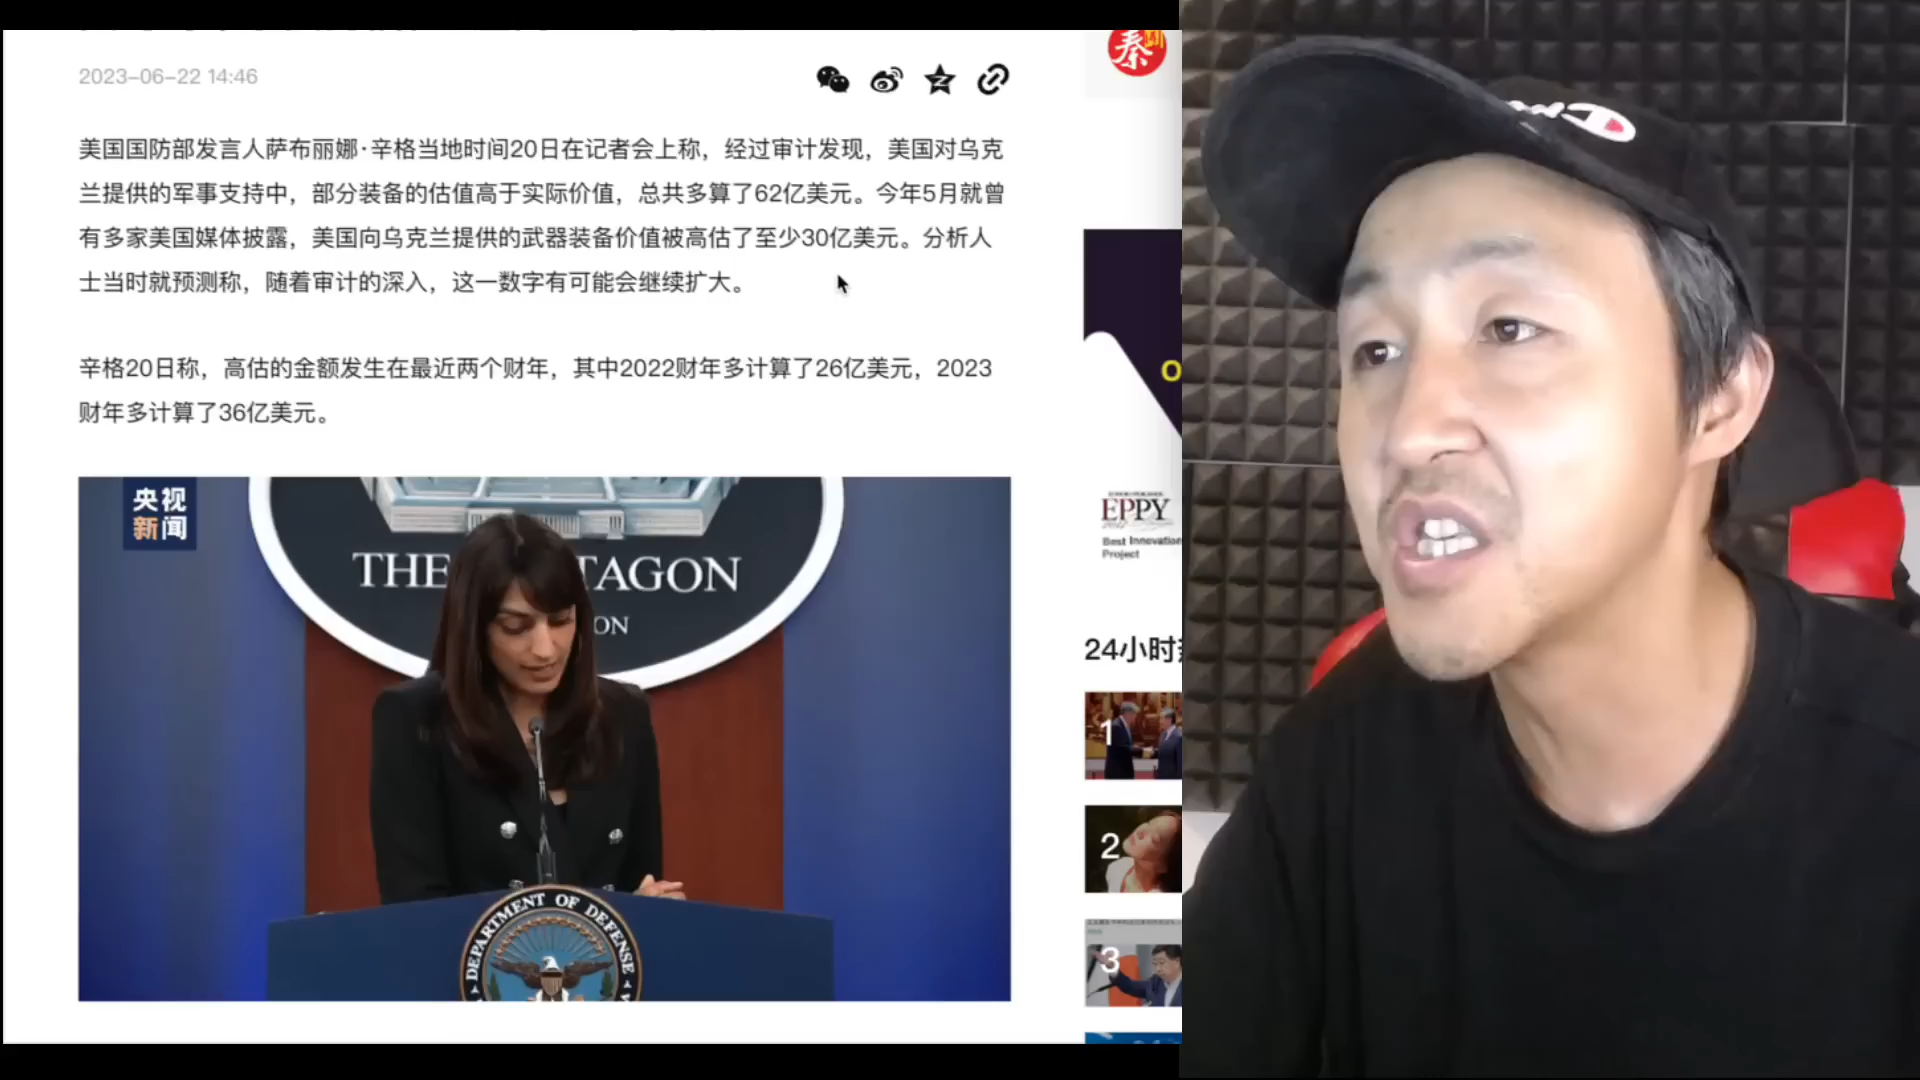 2023-06-22 14:46
美国国防部发言人萨布丽娜·辛格当地时间20日在记者会上称，经过审计发现，美国对乌克
兰提供的军事支持中，部分装备的估值高于实际价值，总共多算了62亿美元。今年5月就曾
有多家美国媒体披露，美国向乌克兰提供的武器装备价值被高估了至少30亿美元。分析人
士当时就预测称，随着审计的深入，这一数字有可能会继续扩大。
辛格20日称，高估的金额发生在最近两个财年，其中2022财年多计算了26亿美元，2023
财年多计算了36亿美元。
央视
新闻
THE TAGON
ON
DEPARTMENT OF DEFENSE
秦
O
EPPY
Best Innovation
Project
24小时
1
2
3